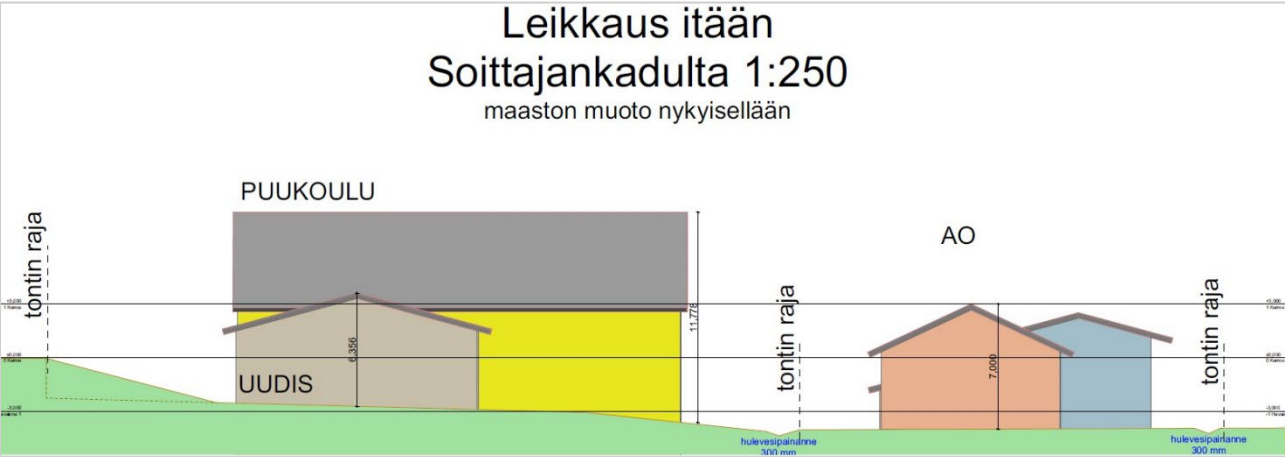 Leikkaus itään
Soittajankadulta 1:250
maaston muoto nykyisellään
PUUKOULU
AO
tontin raja
tontin raja
tontin raja
11,778
6,356
7,000
UUDIS
hulevesipainanne
300 mm
hulevesipainanne
300 mm